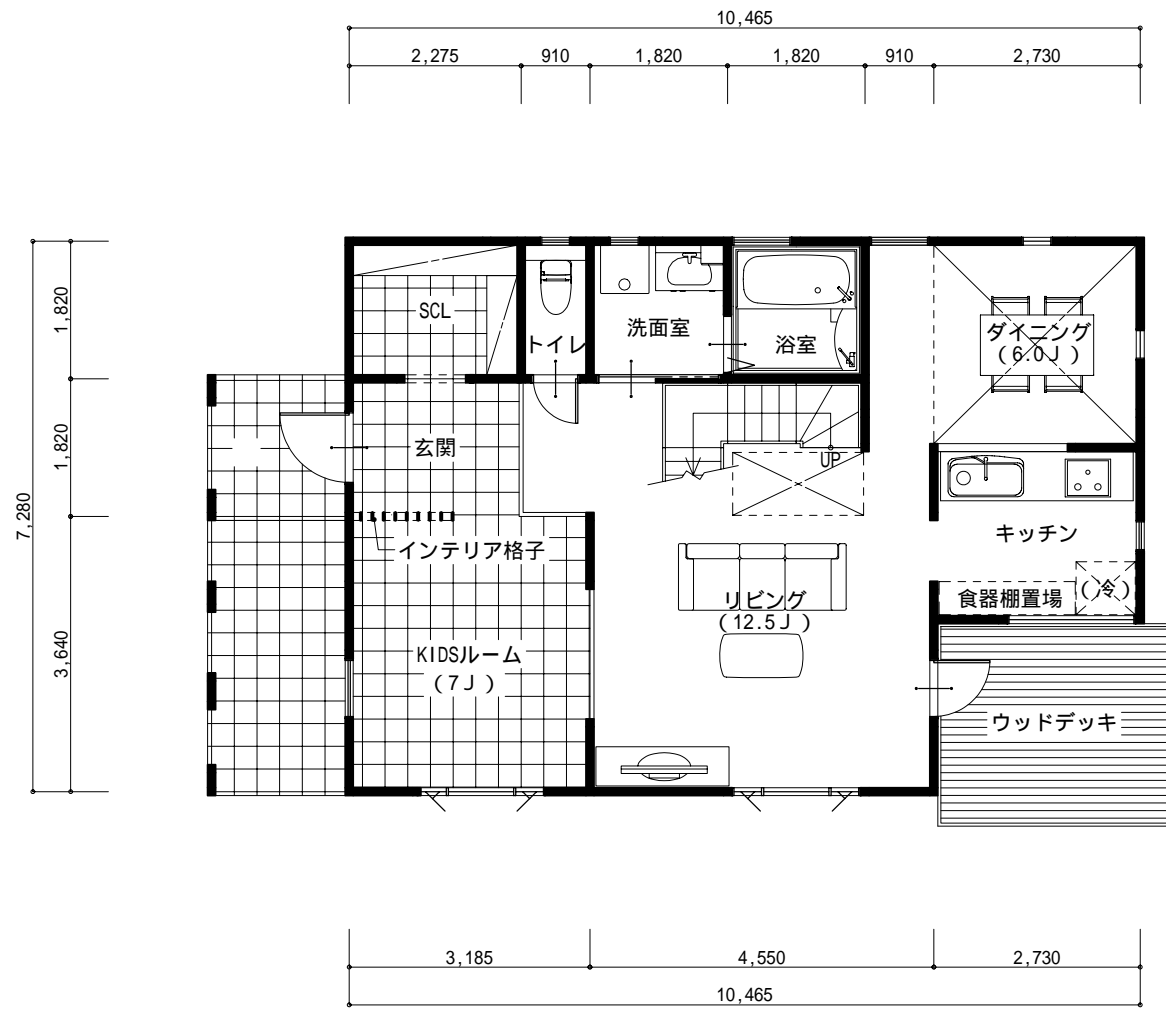 10,465
2,275
910
1,820
1,820
910
2,730
7,280
1,820
1,820
3,640
SCL
トイレ
洗面室
浴室
ダイニング
(6.0J)
玄関
UP
インテリア格子
キッチン
食器棚置場
(冷)
リビング
(12.5J)
KIDSルーム
(7J)
ウッドデッキ
3,185
4,550
2,730
10,465